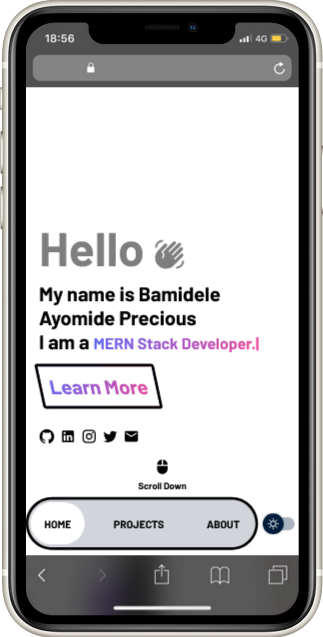 18:56
4G
Hello
My name is Bamidele
Ayomide Precious
I am a MERN Stack Developer.|
Learn More
Scroll Down
HOME PROJECTS ABOUT